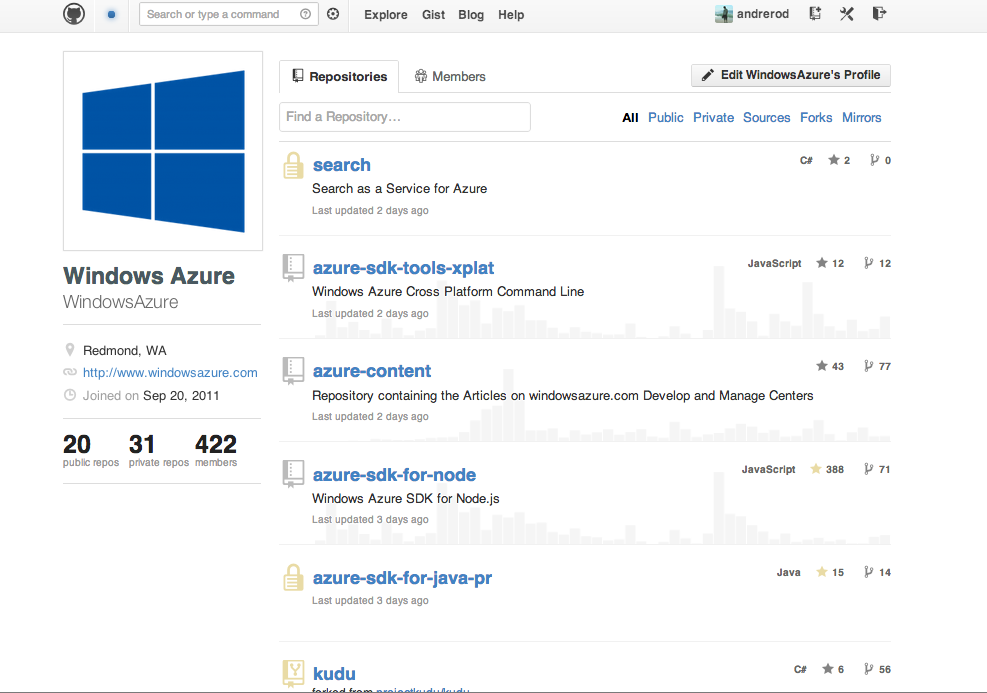 Search or type a command
Explore Gist Blog Help
andrerod
Windows Azure
WindowsAzure
Redmond, WA
http://www.windowsazure.com
Joined on Sep 20, 2011
20 31 422
public repos private repos members
Repositories Members
Edit WindowsAzure's Profile
Find a Repository…
All Public Private Sources Forks Mirrors
search C# 2 0
Search as a Service for Azure
Last updated 2 days ago
azure-sdk-tools-xplat JavaScript 12 12
Windows Azure Cross Platform Command Line
Last updated 2 days ago
azure-content 43 77
Repository containing the Articles on windowsazure.com Develop and Manage Centers
Last updated 2 days ago
azure-sdk-for-node JavaScript 388 71
Windows Azure SDK for Node.js
Last updated 3 days ago
azure-sdk-for-java-pr Java 15 14
Last updated 3 days ago
kudu C# 6 56
forked from projectkudu/kudu